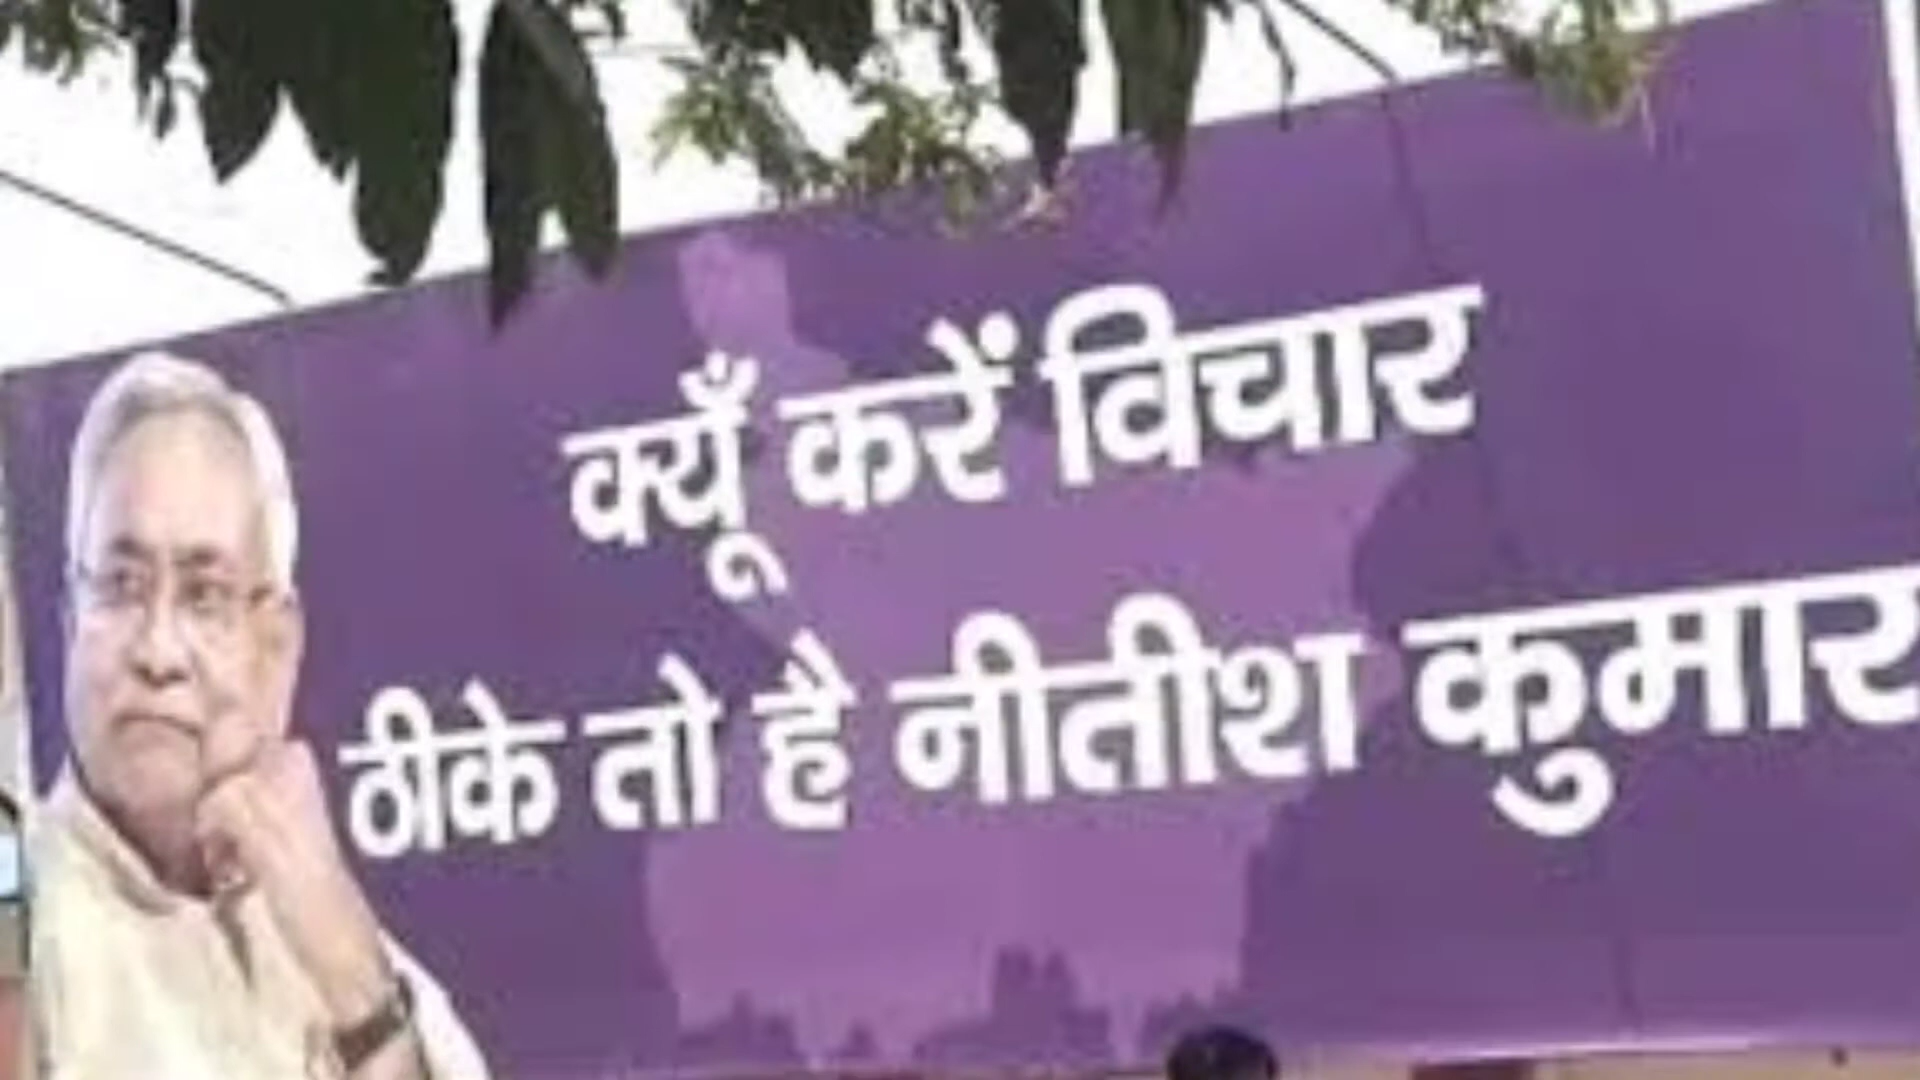 क्यूँ करें विचार
ठीके तो है नीतीश कुमार